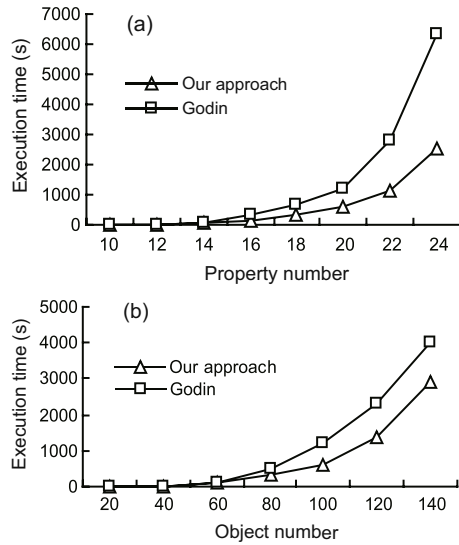 (a)
7000
6000
5000
4000
3000
2000
1000
0
Execution time (s)
Our approach
Godin
10 12 14 16 18 20 22 24
Property number
(b)
5000
4000
3000
2000
1000
0
Execution time (s)
Our approach
Godin
20 40 60 80 100 120 140
Object number